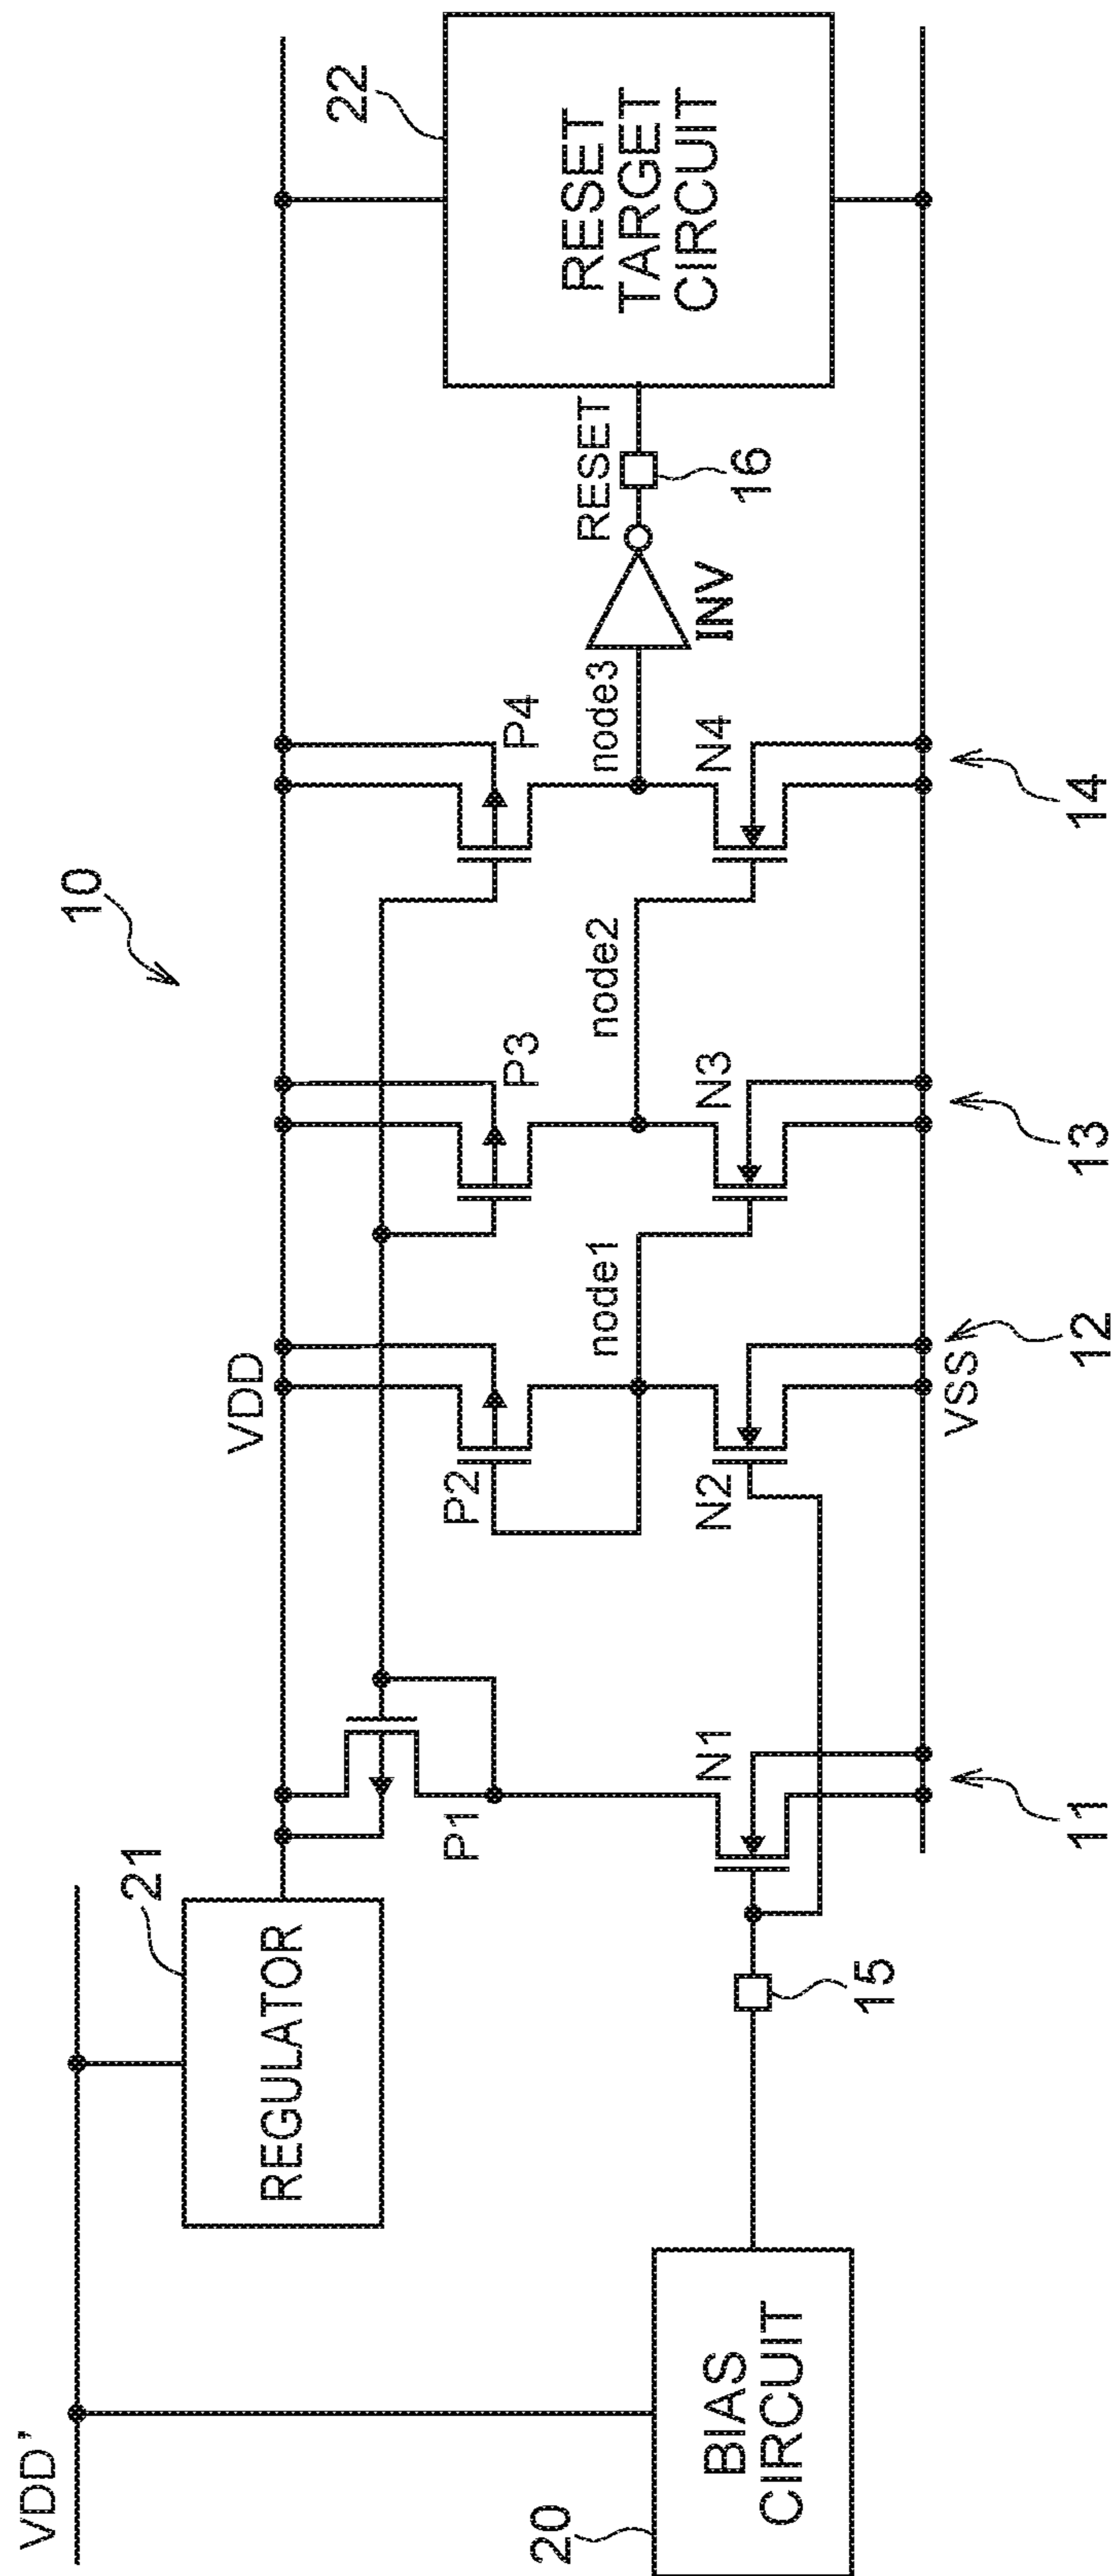 10
VDD'
REGULATOR
21
VDD
22
RESET
TARGET
CIRCUIT
P1
P2
P3
P4
node1
node2
node3
RESET
16
INV
BIAS
CIRCUIT
20
15
N1
N2
N3
N4
VSS
11
12
13
14